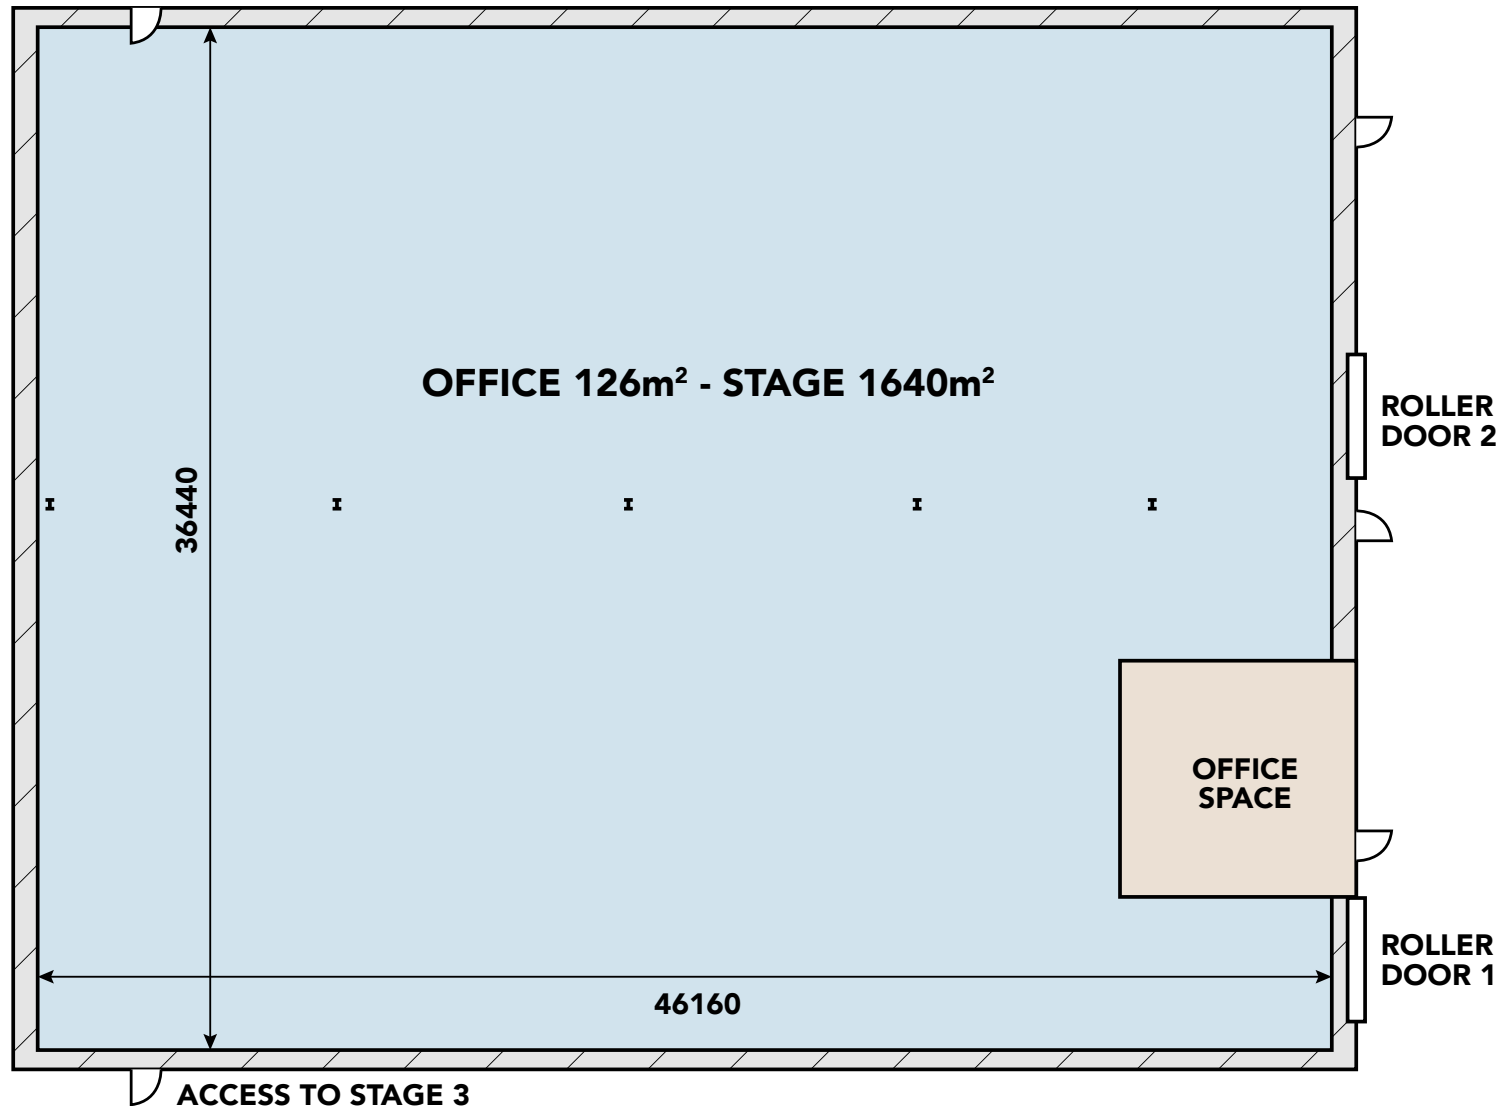 OFFICE 126m² - STAGE 1640m²
ROLLER
DOOR 2
36440
OFFICE
SPACE
ROLLER
DOOR 1
46160
ACCESS TO STAGE 3